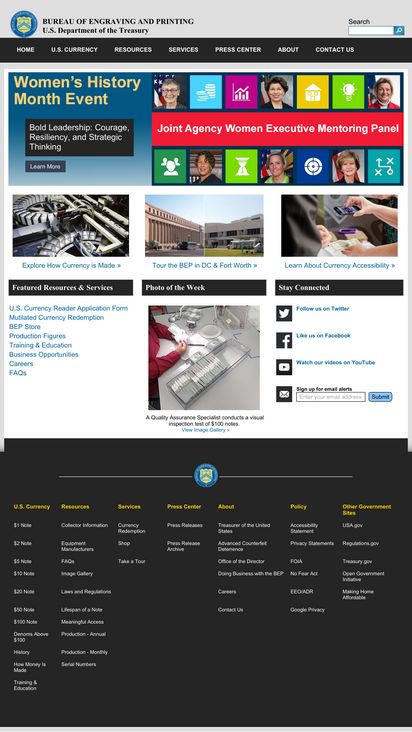 BUREAU OF ENGRAVING AND PRINTING
U.S. Department of the Treasury
Search
HOME U.S. CURRENCY RESOURCES SERVICES PRESS CENTER ABOUT CONTACT US
Women's History
Month Event
Bold Leadership: Courage,
Resiliency, and Strategic
Thinking
Learn More
Joint Agency Women Executive Mentoring Panel
Explore How Currency is Made »
Tour the BEP in DC & Fort Worth »
Learn About Currency Accessibility »
Featured Resources & Services
U.S. Currency Reader Application Form
Mutilated Currency Redemption
BEP Store
Production Figures
Training & Education
Business Opportunities
Careers
FAQs
Photo of the Week
A Quality Assurance Specialist conducts a visual
inspection test of $100 notes.
View Image Gallery >
Stay Connected
Follow us on Twitter
Like us on Facebook
Watch our videos on YouTube
Sign up for email alerts
Enter your email address
Submit
U.S. Currency
$1 Note
$2 Note
$5 Note
$10 Note
$20 Note
$50 Note
$100 Note
Denoms Above
$100
History
How Money Is
Made
Training &
Education
Resources
Collector Information
Equipment
Manufacturers
FAQs
Image Gallery
Laws and Regulations
Lifespan of a Note
Meaningful Access
Production - Annual
Production - Monthly
Serial Numbers
Services
Currency
Redemption
Shop
Take a Tour
Press Center
Press Releases
Press Release
Archive
About
Treasurer of the United
States
Advanced Counterfeit
Deterrence
Office of the Director
Doing Business with the BEP
Careers
Contact Us
Policy
Accessibility
Statement
Privacy Statements
FOIA
No Fear Act
EEO/ADR
Google Privacy
Other Government
Sites
USA.gov
Regulations.gov
Treasury.gov
Open Government
Initiative
Making Home
Affordable